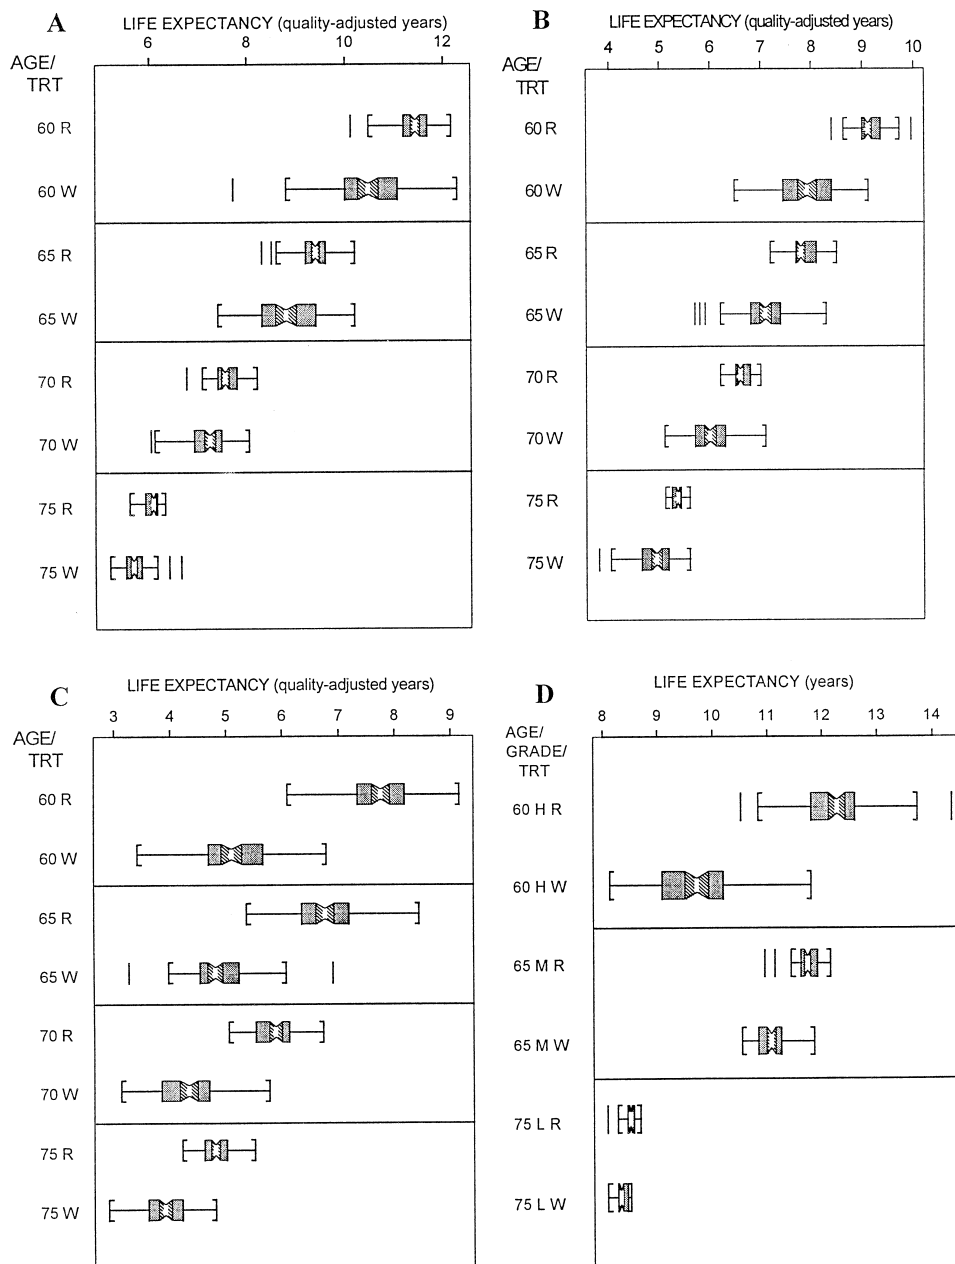 A
LIFE EXPECTANCY (quality-adjusted years)
6 8 10 12
AGE/
TRT
60 R
60 W
65 R
65 W
70 R
70 W
75 R
75 W
B
LIFE EXPECTANCY (quality-adjusted years)
4 5 6 7 8 9 10
AGE/
TRT
60 R
60 W
65 R
65 W
70 R
70 W
75 R
75 W
C
LIFE EXPECTANCY (quality-adjusted years)
3 4 5 6 7 8 9
AGE/
TRT
60 R
60 W
65 R
65 W
70 R
70 W
75 R
75 W
D
LIFE EXPECTANCY (years)
8 9 10 11 12 13 14
AGE/
GRADE/
TRT
60 H R
60 H W
65 M R
65 M W
75 L R
75 L W